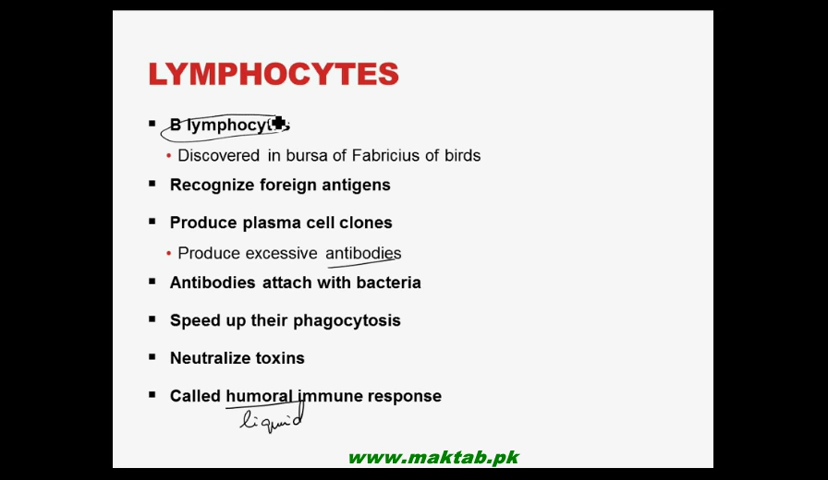 LYMPHOCYTES
B lymphocytes
Discovered in bursa of Fabricius of birds
Recognize foreign antigens
Produce plasma cell clones
Produce excessive antibodies
Antibodies attach with bacteria
Speed up their phagocytosis
Neutralize toxins
Called humoral immune response
liquid
www.maktab.pk